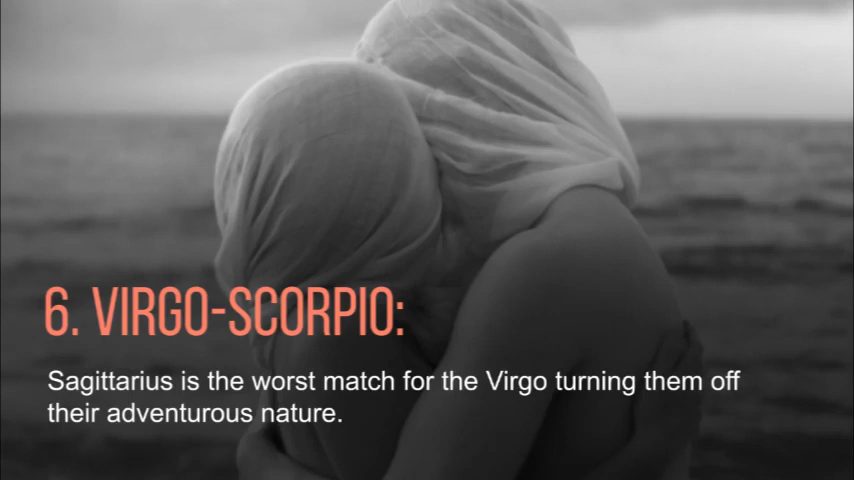 6. VIRGO-SCORPIO:
Sagittarius is the worst match for the Virgo turning them off
their adventurous nature.